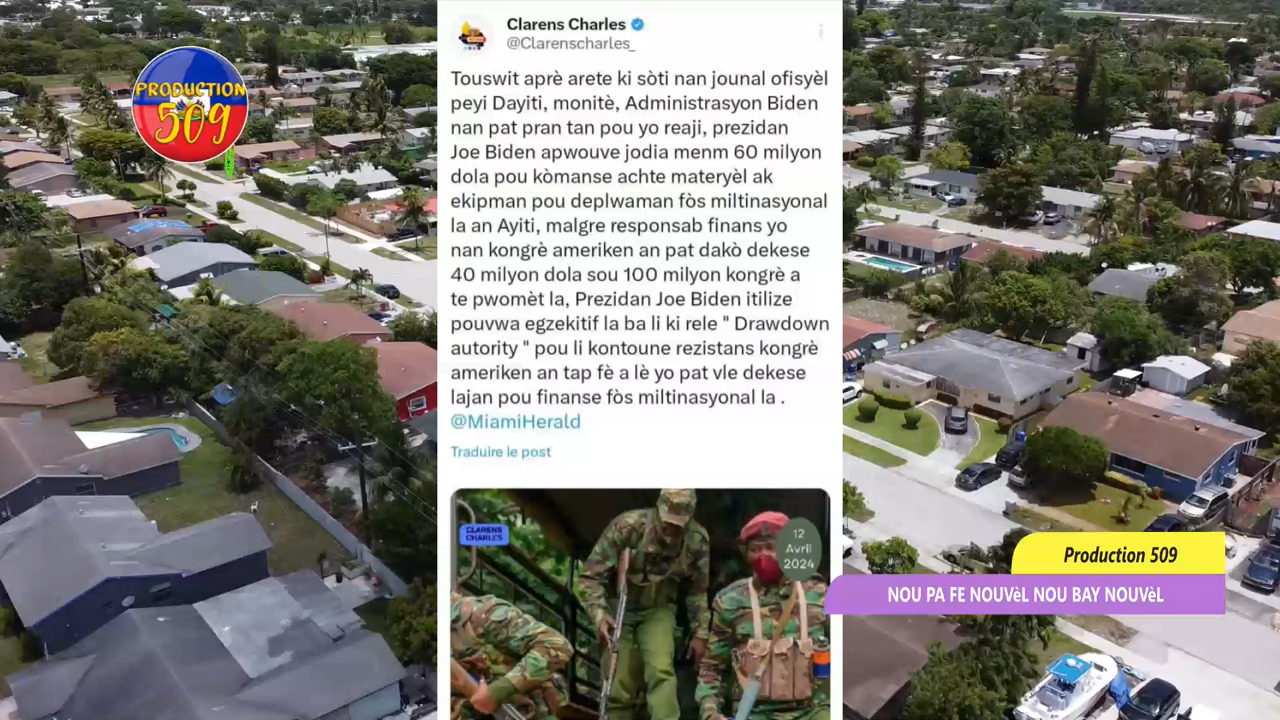 PRODUCTION
509
Clarens Charles
@Clarenscharles_
Touswit aprè arete ki sòti nan jounal ofisyèl
peyi Dayiti, monitè, Administrasyon Biden
nan pat pran tan pou yo reaji, prezidan
Joe Biden apwouve jodia menm 60 milyon
dola pou kòmanse achte materyèl ak
ekipman pou deplwaman fòs miltinasyonal
la an Ayiti, malgre responsab finans yo
nan kongrè ameriken an pat dakò dekese
40 milyon dola sou 100 milyon kongrè a
te pwomèt la, Prezidan Joe Biden itilize
pouvwa egzekitif la ba li ki rele " Drawdown
autority " pou li kontoune rezistans kongrè
ameriken an tap fè a lè yo pat vle dekese
lajan pou finanse fòs miltinasyonal la .
@MiamiHerald
Traduire le post
CLARENS
CHARLES
12
Avril
2024
Production 509
NOU PA FE NOUVèL NOU BAY NOUVèL